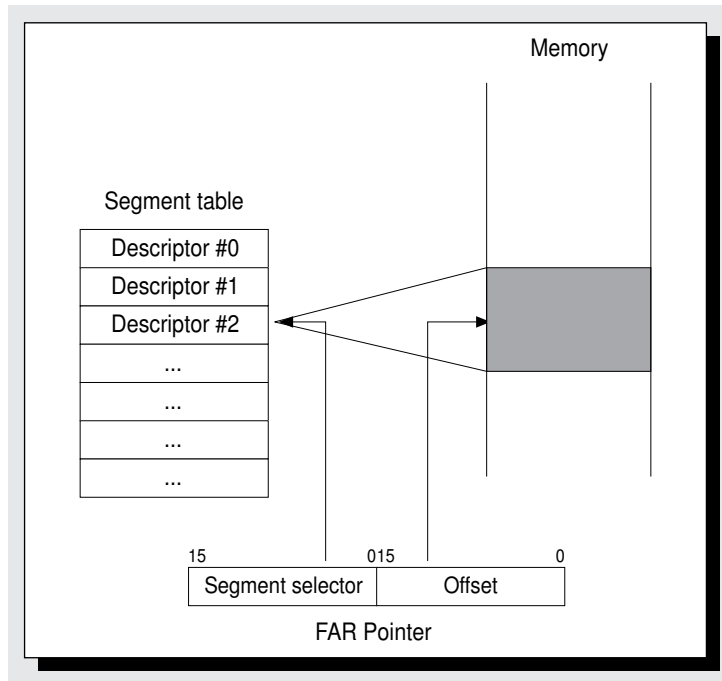 Memory
Segment table
Descriptor #0
Descriptor #1
Descriptor #2
...
...
...
...
15 015 0
Segment selector Offset
FAR Pointer